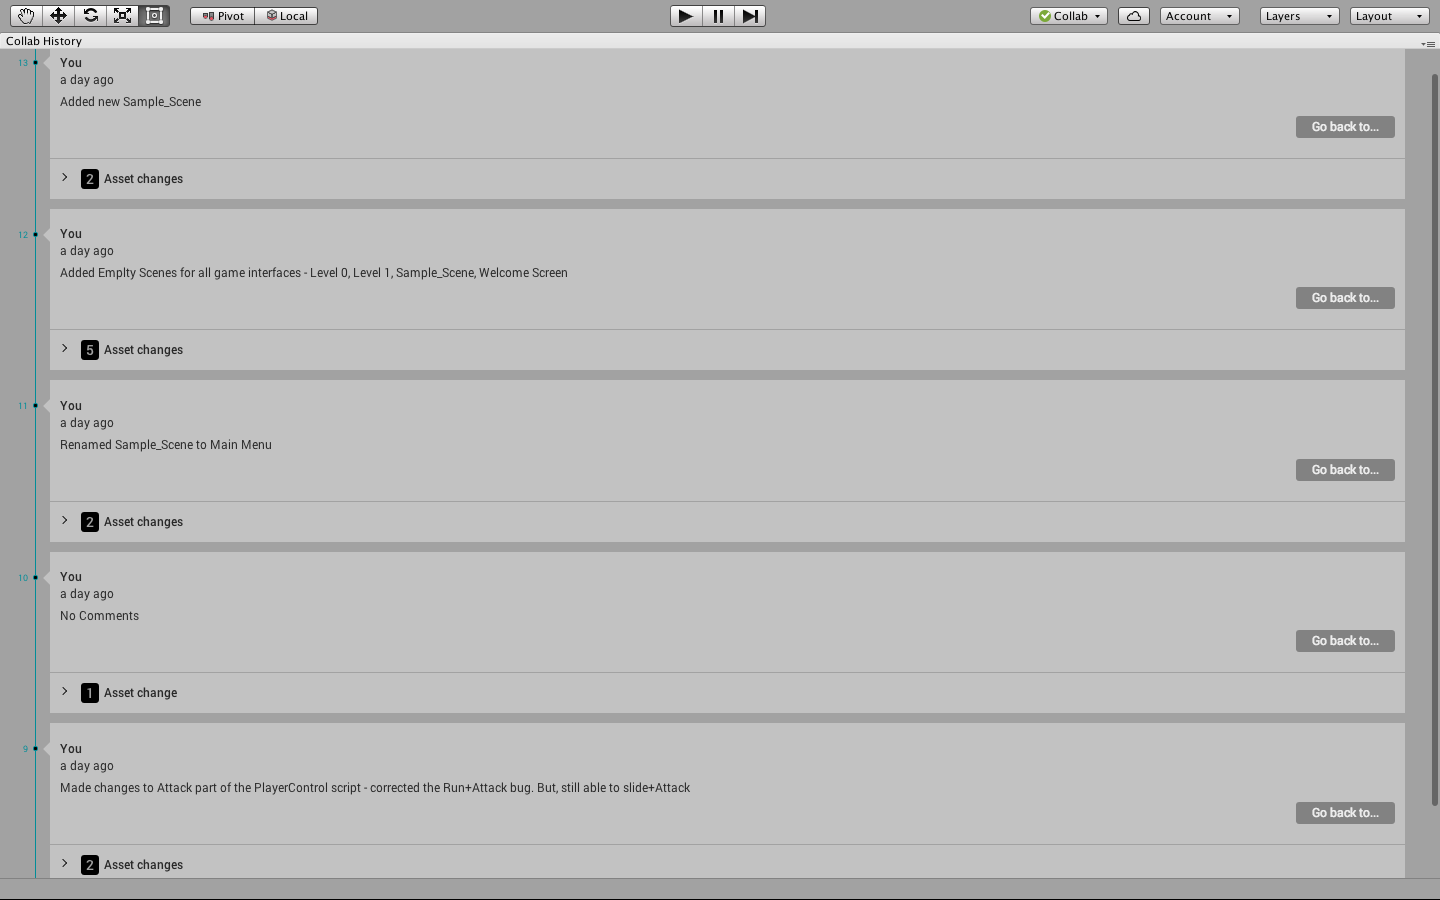 Pivot Local Collab Account Layers Layout
Collab History
13 You
a day ago
Added new Sample_Scene
Go back to...
2 Asset changes
12 You
a day ago
Added Emplty Scenes for all game interfaces - Level 0, Level 1, Sample_Scene, Welcome Screen
Go back to...
5 Asset changes
11 You
a day ago
Renamed Sample_Scene to Main Menu
Go back to...
2 Asset changes
10 You
a day ago
No Comments
Go back to...
1 Asset change
9 You
a day ago
Made changes to Attack part of the PlayerControl script - corrected the Run+Attack bug. But, still able to slide+Attack
Go back to...
2 Asset changes